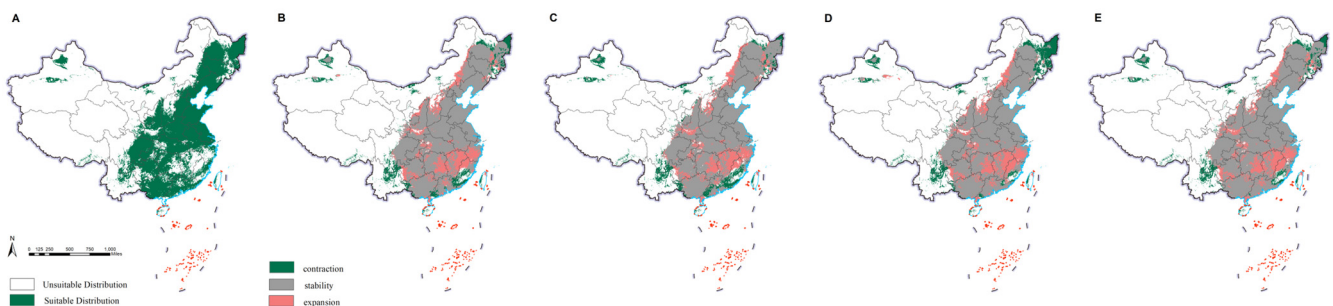 A
B
C
D
E
N
0 125 250 500 750 1,000
Miles
Unsuitable Distribution
Suitable Distribution
contraction
stability
expansion